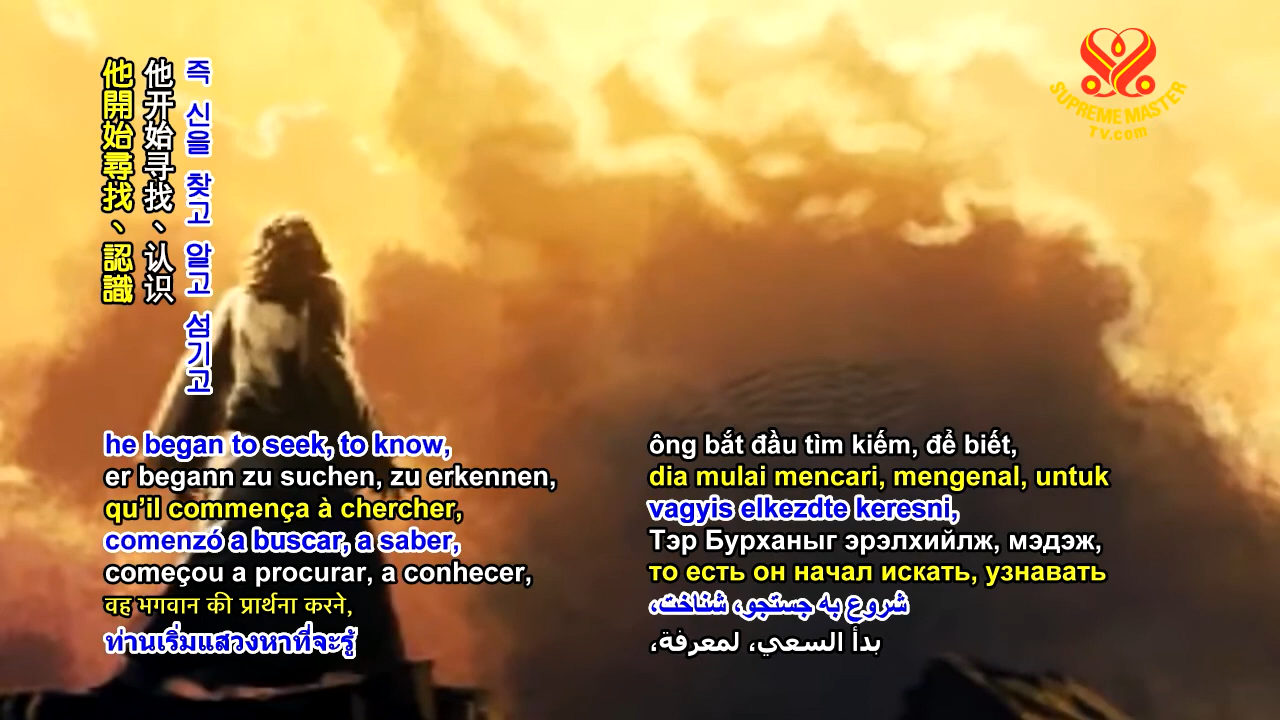 他開始尋找、認識
他开始寻找、认识
즉 신을 찾고 알고 섬기고
SUPREME MASTER
TV.com
he began to seek, to know,
er begann zu suchen, zu erkennen,
qu’il commença à chercher,
comenzó a buscar, a saber,
começou a procurar, a conhecer,
वह भगवान की प्रार्थना करने,
ท่านเริ่มแสวงหาที่จะรู้
ông bắt đầu tìm kiếm, để biết,
dia mulai mencari, mengenal, untuk
vagyis elkezdte keresni,
Тэр Бурханыг эрэлхийлж, мэдэж,
то есть он начал искать, узнавать
شروع به جستجو، شناخت،
بدأ السعي، لمعرفة،